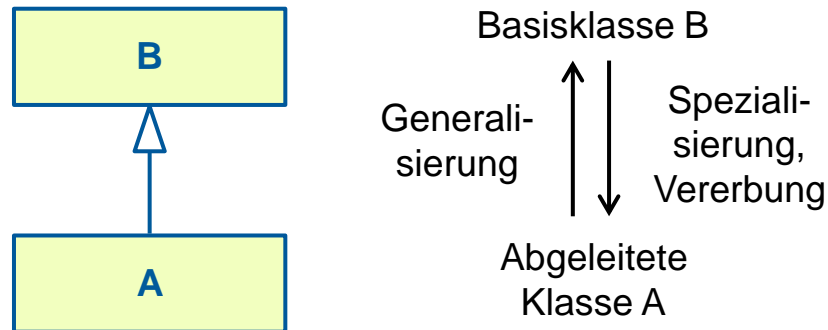 B
A
Basisklasse B
Generali-
sierung
Speziali-
sierung,
Vererbung
Abgeleitete
Klasse A